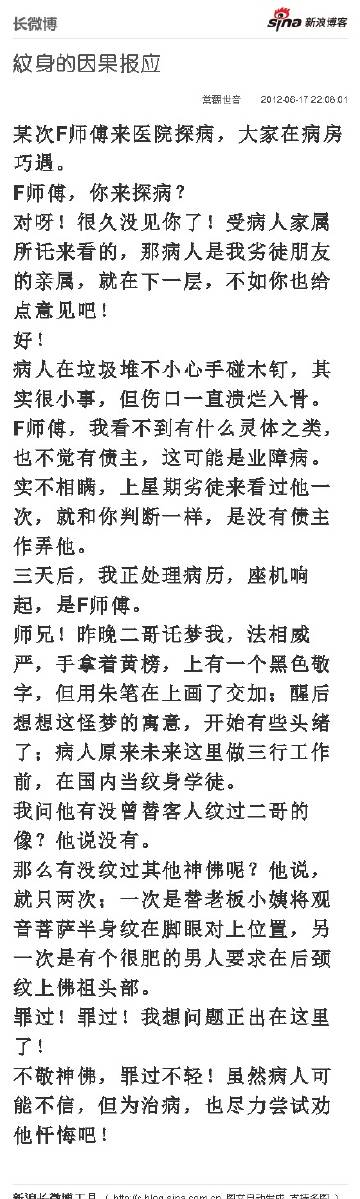 长微博
sina 新浪博客
紋身的因果报应
2012-06-17 22:06:01
某次F师傅来医院探病，大家在病房
巧遇。
F师傅，你来探病？
对呀！很久没见你了！受病人家属
所讬来看的，那病人是我劣徒朋友
的亲属，就在下一层，不如你也给
点意见吧！
好！
病人在垃圾堆不小心手碰木钉，其
实很小事，但伤口一直溃烂入骨。
F师傅，我看不到有什么灵体之类，
也不觉有债主，这可能是业障病。
实不相瞒，上星期劣徒来看过他一
次，就和你判断一样，是没有债主
作弄他。
三天后，我正处理病历，座机响
起，是F师傅。
师兄！昨晚二哥讬梦我，法相威
严，手拿着黄榜，上有一个黑色敬
字，但用朱笔在上画了交加；醒后
想想这怪梦的寓意，开始有些头绪
了；病人原来未来这里做三行工作
前，在国内当纹身学徒。
我问他有没曾替客人纹过二哥的
像？他说没有。
那么有没纹过其他神佛呢？他说，
就只两次；一次是替老板小姨将观
音菩萨半身纹在脚眼对上位置，另
一次是有个很肥的男人要求在后颈
纹上佛祖头部。
罪过！罪过！我想问题正出在这里
了！
不敬神佛，罪过不轻！虽然病人可
能不信，但为治病，也尽力尝试劝
他忏悔吧！